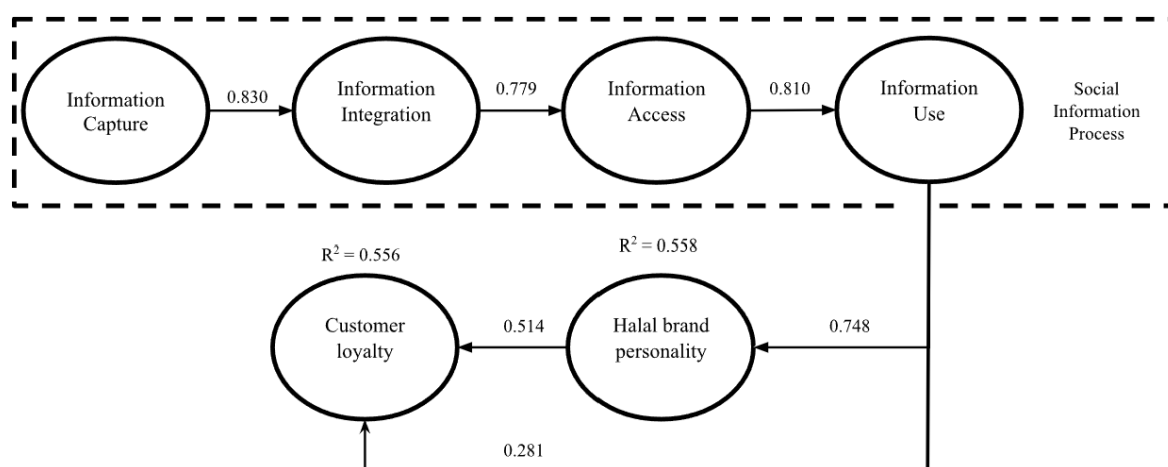 Information
Capture
0.830
Information
Integration
0.779
Information
Access
0.810
Information
Use
Social
Information
Process
R² = 0.556
R² = 0.558
Customer
loyalty
0.514
Halal brand
personality
0.748
0.281